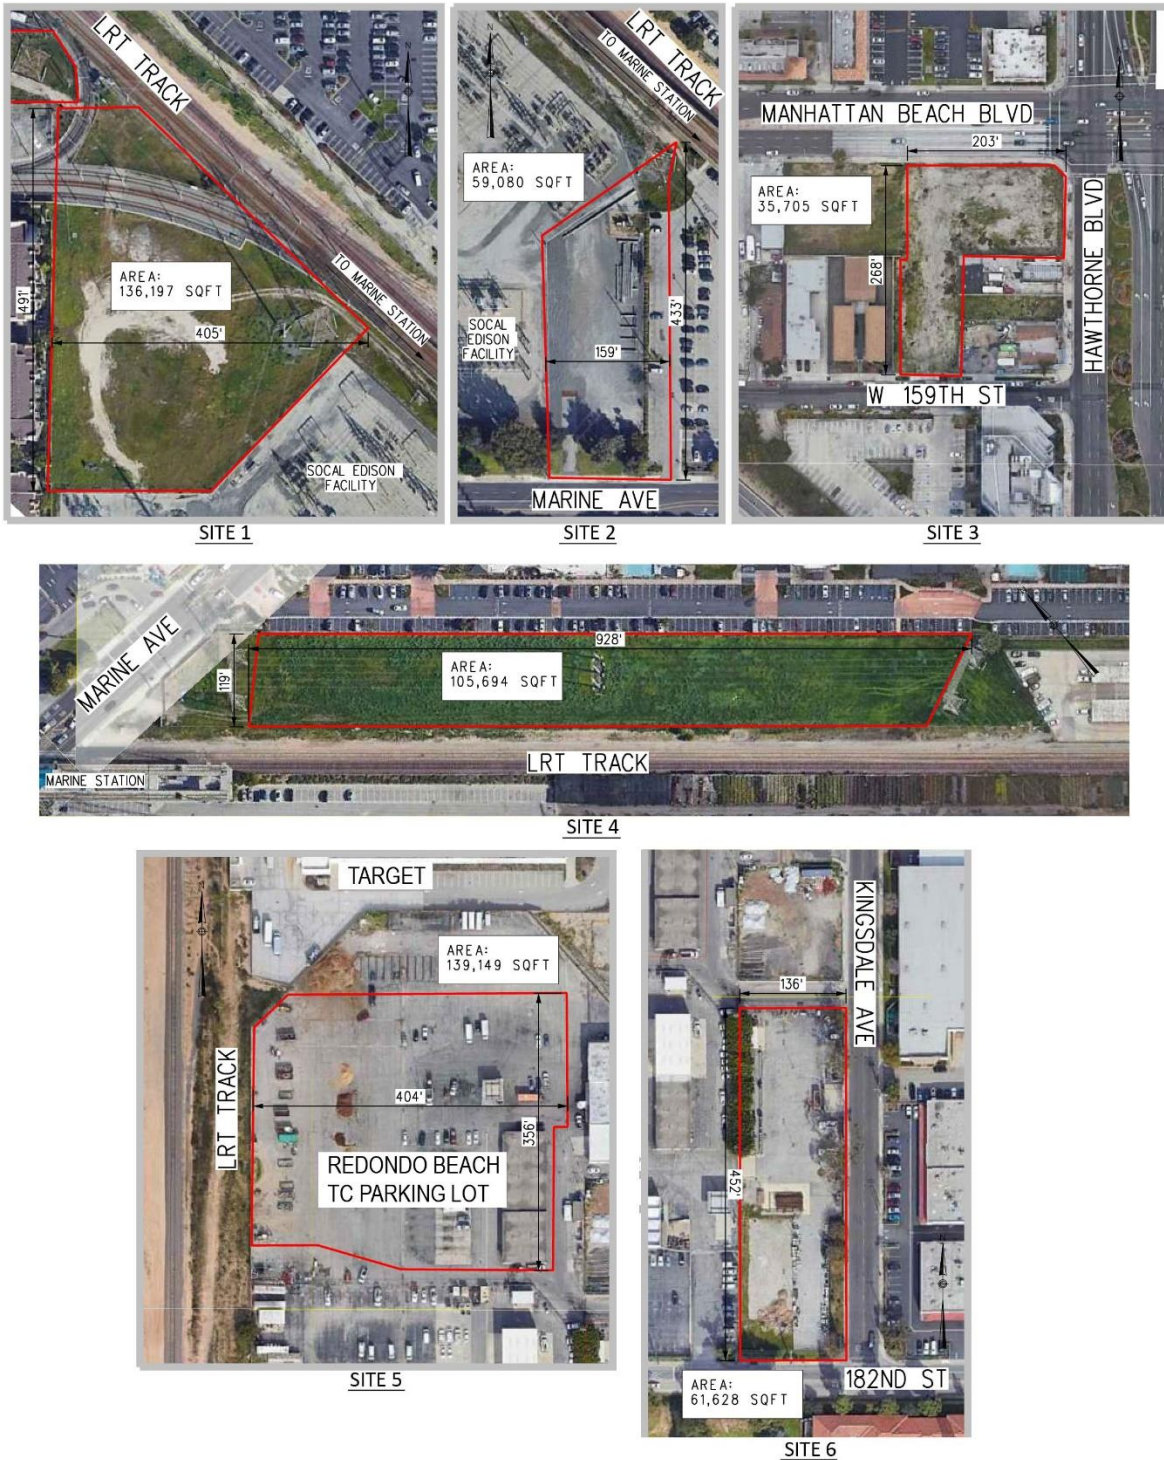 LRT TRACK
N
AREA:
136,197 SQFT
491'
405'
TO MARINE STATION
SOCAL EDISON
FACILITY
SITE 1
LRT TRACK
TO MARINE STATION
N
AREA:
59,080 SQFT
433'
SOCAL
EDISON
FACILITY
159'
MARINE AVE
SITE 2
MANHATTAN BEACH BLVD
203'
AREA:
35,705 SQFT
268'
HAWTHORNE BLVD
W 159TH ST
SITE 3
MARINE AVE
928'
119'
AREA:
105,694 SQFT
LRT TRACK
MARINE STATION
SITE 4
TARGET
AREA:
139,149 SQFT
LRT TRACK
404'
356'
REDONDO BEACH
TC PARKING LOT
SITE 5
KINGSDALE AVE
136'
452'
182ND ST
AREA:
61,628 SQFT
SITE 6